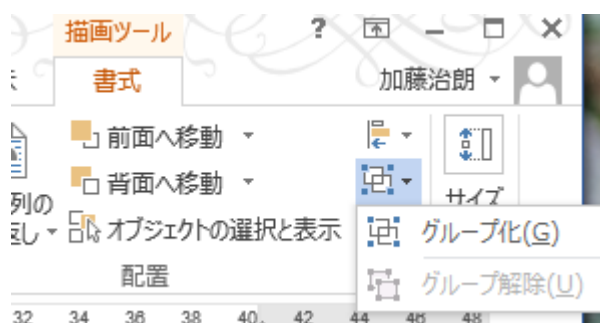 描画ツール ?
書式 加藤治朗
前面へ移動
背面へ移動
サイズ
列の
返し オブジェクトの選択と表示
グループ化(G)
配置
グループ解除(U)
32 34 36 38 40 42 44 46 48